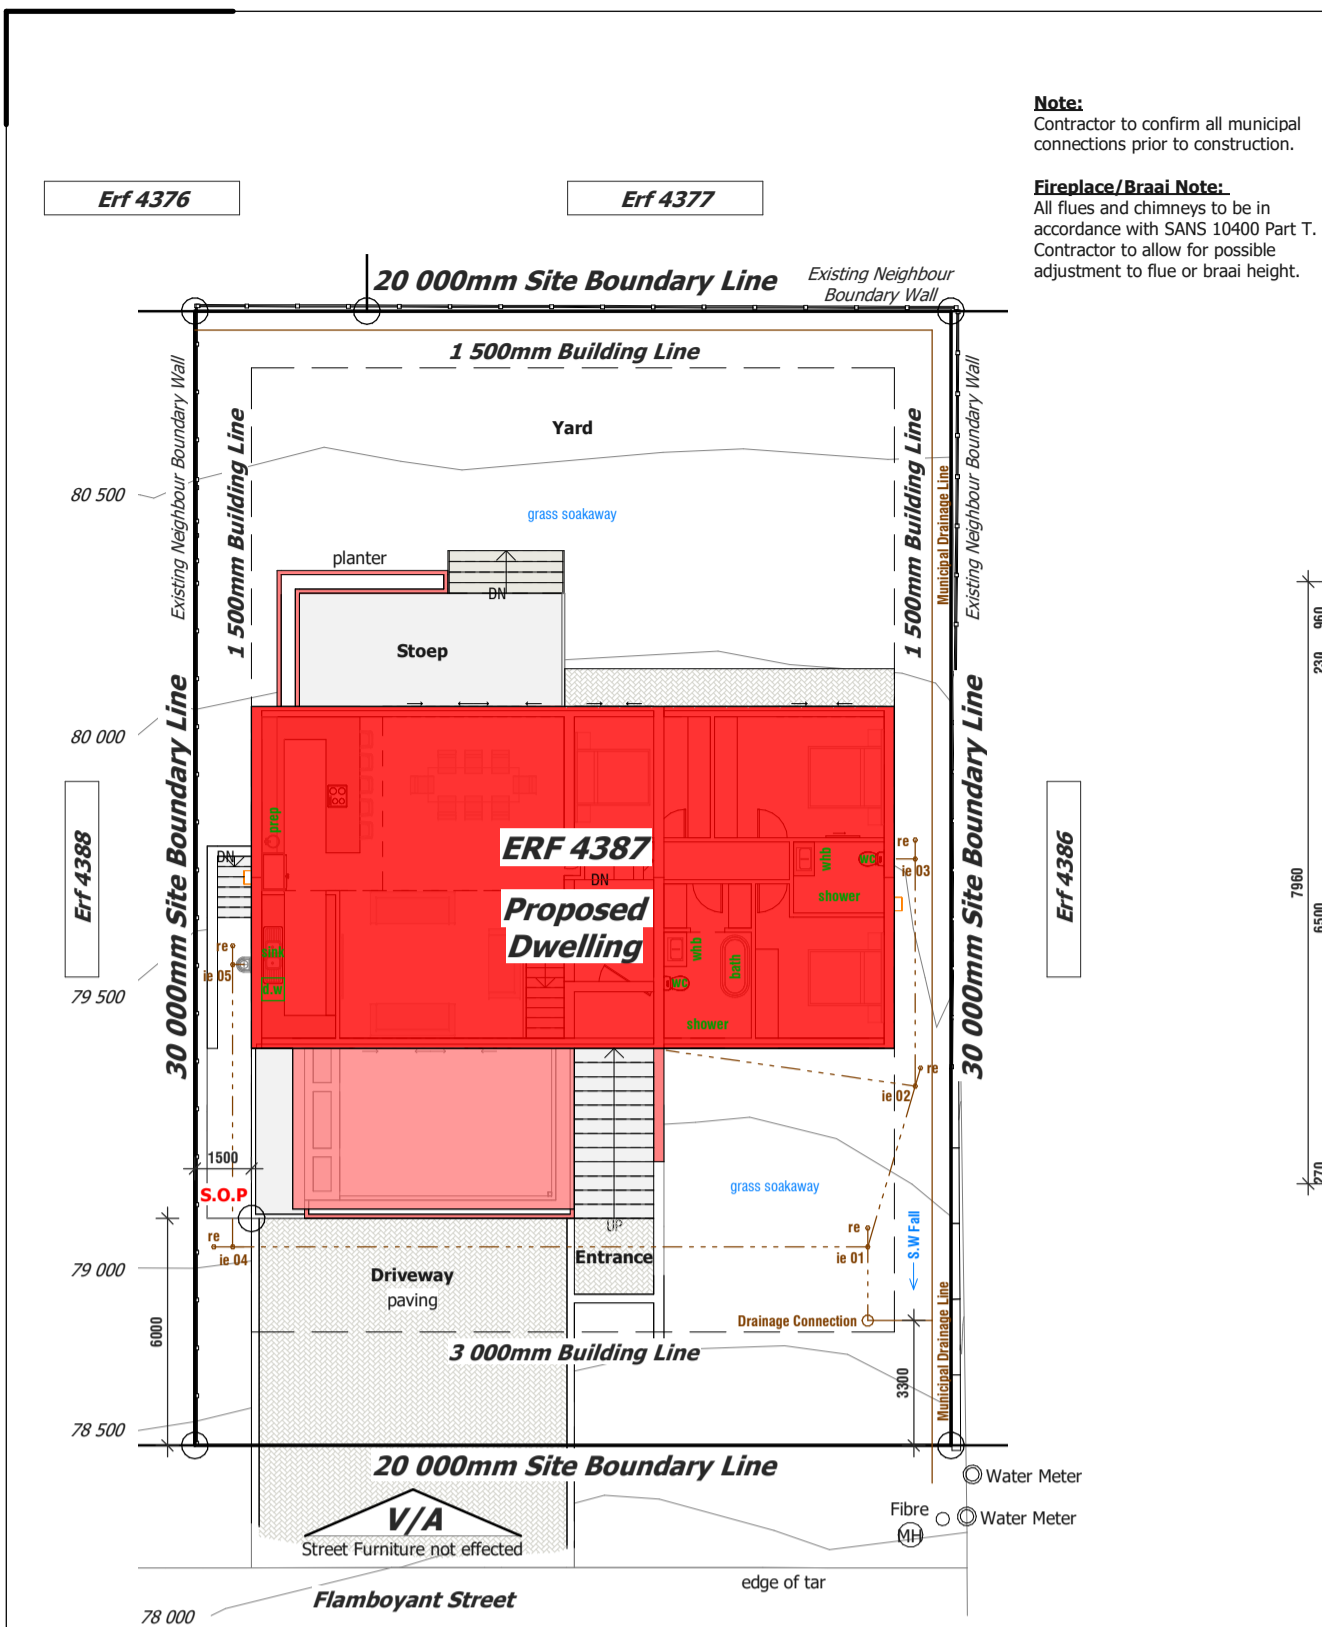 Note:
Contractor to confirm all municipal
connections prior to construction.
Fireplace/Braai Note:
All flues and chimneys to be in
accordance with SANS 10400 Part T.
Contractor to allow for possible
adjustment to flue or braai height.
Erf 4376
Erf 4377
20 000mm Site Boundary Line
Existing Neighbour
Boundary Wall
1 500mm Building Line
Existing Neighbour Boundary Wall
1 500mm Building Line
Yard
1 500mm Building Line
Municipal Drainage Line
Existing Neighbour Boundary Wall
80 500
grass soakaway
planter
DN
Stoep
960
230
80 000
30 000mm Site Boundary Line
30 000mm Site Boundary Line
Erf 4388
Erf 4386
prep
DN
ERF 4387
DN
Proposed
Dwelling
whb
wc
shower
re
ie 03
7960
6500
re
ie 05
sink
d.w
whb
bath
wc
shower
79 500
re
ie 02
1500
S.O.P
grass soakaway
270
UP
re
ie 04
Entrance
re
ie 01
S.W Fall
79 000
Driveway
paving
Drainage Connection
6000
3 000mm Building Line
3300
Municipal Drainage Line
78 500
20 000mm Site Boundary Line
Water Meter
V/A
Street Furniture not effected
Fibre
MH
Water Meter
edge of tar
Flamboyant Street
78 000